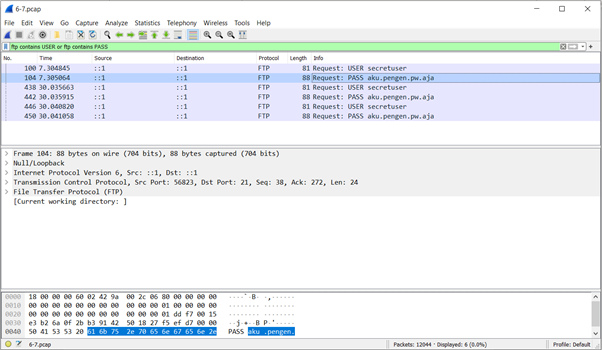 6-7.pcap
File Edit View Go Capture Analyze Statistics Telephony Wireless Tools Help
ftp contains USER or ftp contains PASS
No. Time Source Destination Protocol Length Info
100 7.304845 ::1 ::1 FTP 81 Request: USER secretuser
104 7.305064 ::1 ::1 FTP 88 Request: PASS aku.pengen.pw.aja
438 30.035663 ::1 ::1 FTP 81 Request: USER secretuser
442 30.035915 ::1 ::1 FTP 88 Request: PASS aku.pengen.pw.aja
446 30.040820 ::1 ::1 FTP 81 Request: USER secretuser
450 30.041058 ::1 ::1 FTP 88 Request: PASS aku.pengen.pw.aja
Frame 104: 88 bytes on wire (704 bits), 88 bytes captured (704 bits)
Null/Loopback
Internet Protocol Version 6, Src: ::1, Dst: ::1
Transmission Control Protocol, Src Port: 56823, Dst Port: 21, Seq: 38, Ack: 272, Len: 24
File Transfer Protocol (FTP)
[Current working directory: ]
0000 18 00 00 00 60 02 42 9a 00 2c 06 80 00 00 00 00 ····`·B· ·,······
0010 00 00 00 00 00 00 00 00 00 00 00 01 00 00 00 00 ········ ········
0020 00 00 00 00 00 00 00 00 00 00 00 01 dd f7 00 15 ········ ········
0030 e3 b2 6a 0f 2b b3 91 42 50 18 27 f5 ef d7 00 00 ··j·+··B P·'·····
0040 50 41 53 53 20 61 6b 75 2e 70 65 6e 67 65 6e 2e PASS aku .pengen.
6-7.pcap
Packets: 12044 · Displayed: 6 (0.0%)
Profile: Default